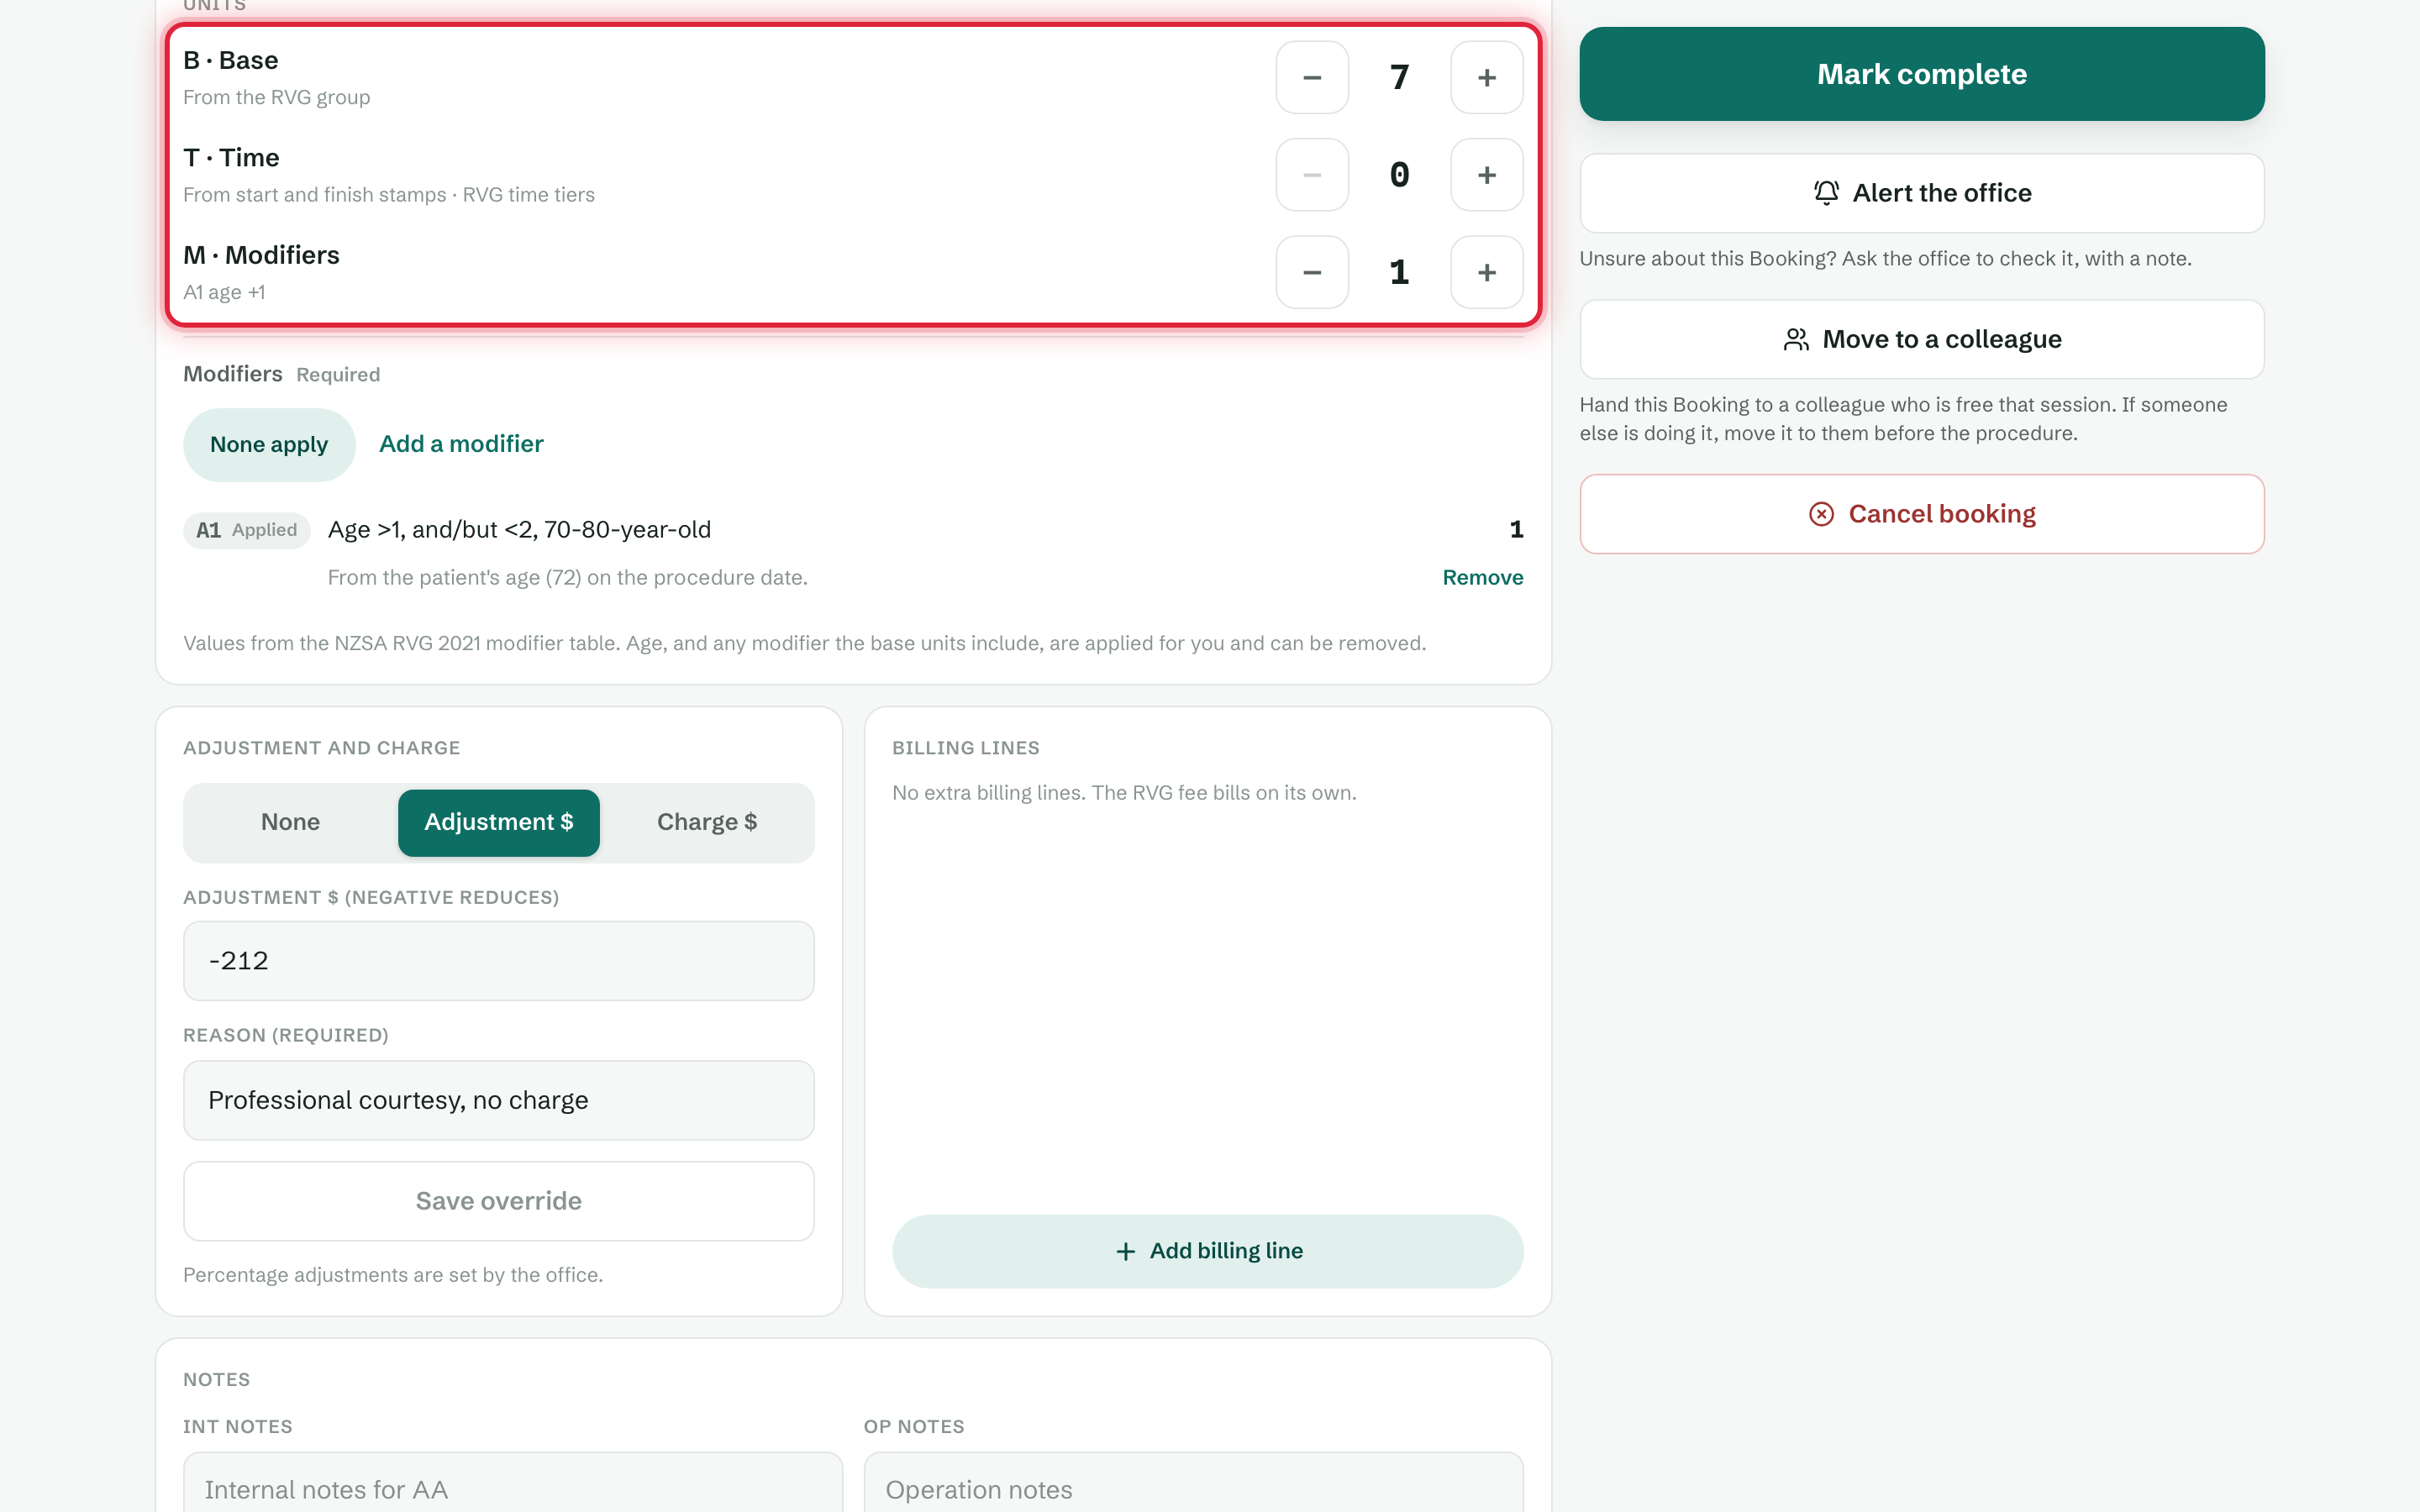 UNITS
B · Base
From the RVG group
− 7 +
T · Time
From start and finish stamps · RVG time tiers
− 0 +
M · Modifiers
A1 age +1
− 1 +
Modifiers Required
None apply Add a modifier
A1 Applied Age >1, and/but <2, 70-80-year-old 1
From the patient's age (72) on the procedure date. Remove
Values from the NZSA RVG 2021 modifier table. Age, and any modifier the base units include, are applied for you and can be removed.
Mark complete
Alert the office
Unsure about this Booking? Ask the office to check it, with a note.
Move to a colleague
Hand this Booking to a colleague who is free that session. If someone
else is doing it, move it to them before the procedure.
Cancel booking
ADJUSTMENT AND CHARGE
None Adjustment $ Charge $
ADJUSTMENT $ (NEGATIVE REDUCES)
-212
REASON (REQUIRED)
Professional courtesy, no charge
Save override
Percentage adjustments are set by the office.
BILLING LINES
No extra billing lines. The RVG fee bills on its own.
+ Add billing line
NOTES
INT NOTES
Internal notes for AA
OP NOTES
Operation notes